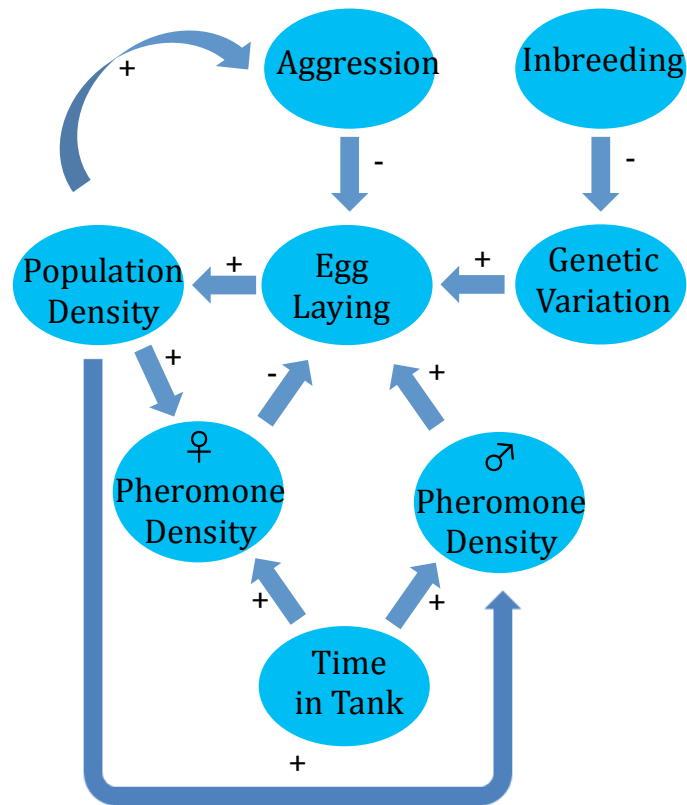 +
Aggression
Inbreeding
-
-
Population
Density
+
Egg
Laying
+
Genetic
Variation
+
-
+
♀
Pheromone
Density
♂
Pheromone
Density
+
+
Time
in Tank
+